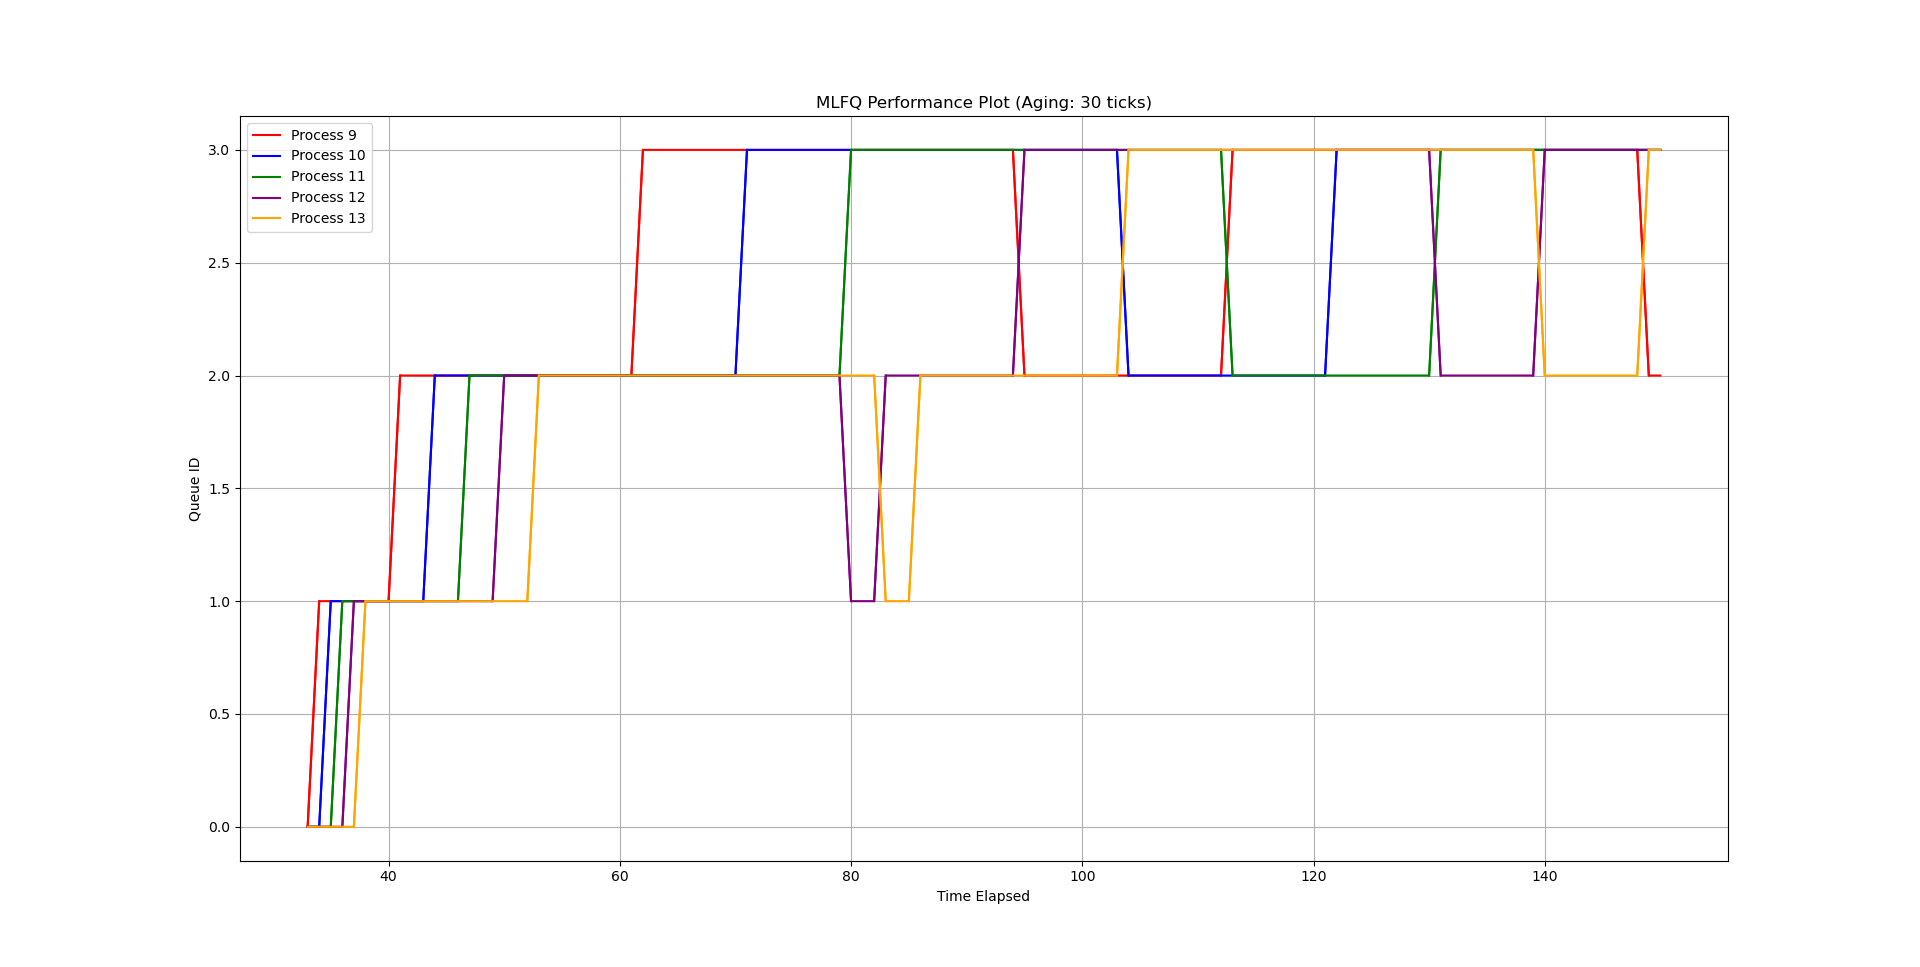 MLFQ Performance Plot (Aging: 30 ticks)
Process 9
Process 10
Process 11
Process 12
Process 13
3.0
2.5
2.0
1.5
1.0
0.5
0.0
Queue ID
40 60 80 100 120 140
Time Elapsed